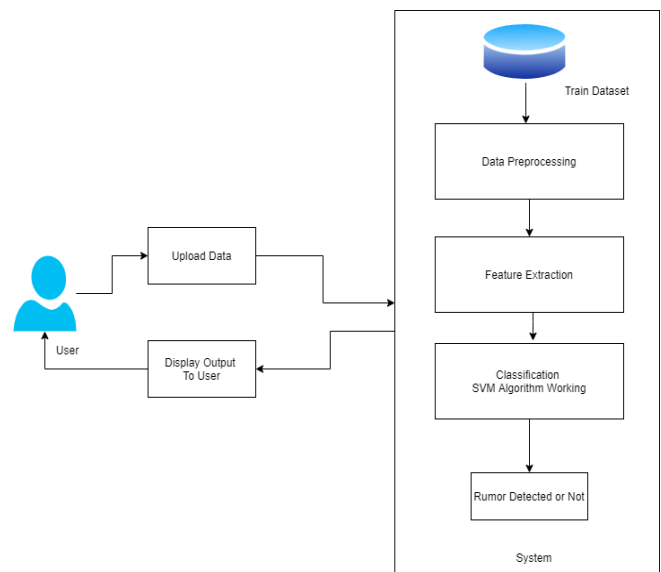 Train Dataset
Data Preprocessing
Upload Data
Feature Extraction
User
Display Output
To User
Classification
SVM Algorithm Working
Rumor Detected or Not
System